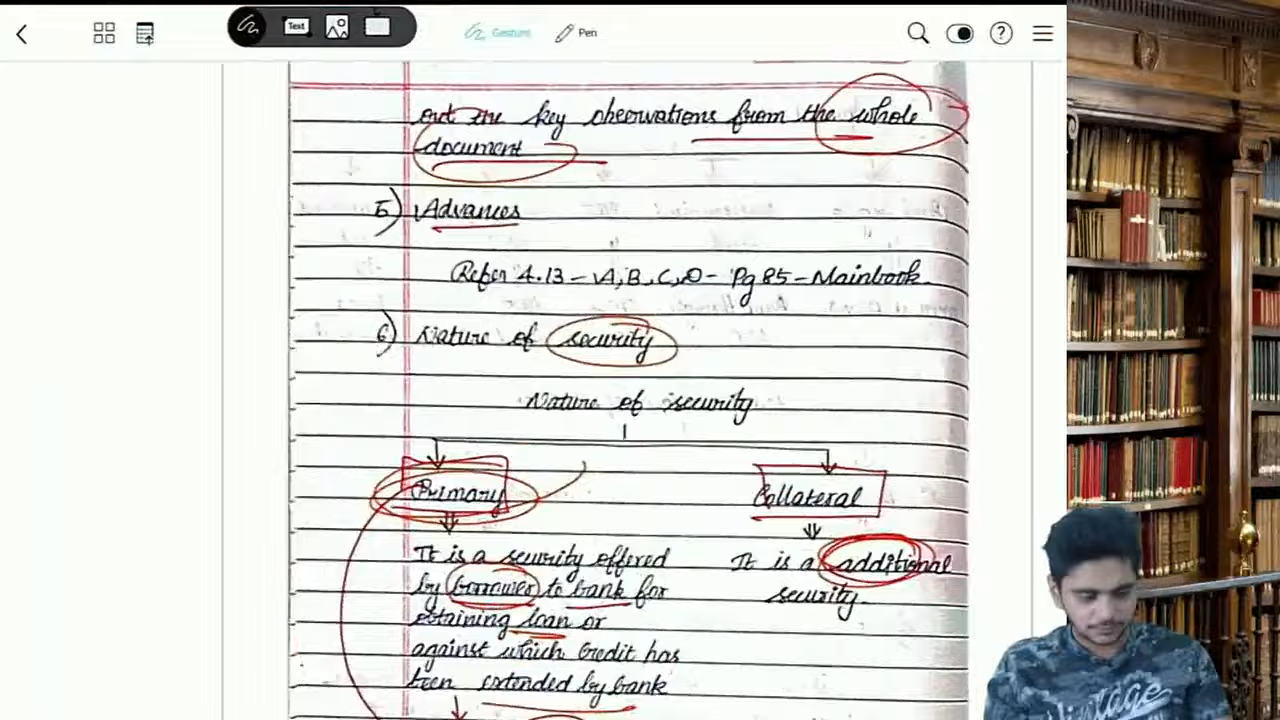 Text
Gesture
Pen
out the key observations from the whole
document
5) Advances
Refer 4.13 - A, B, C, D - Pg 85 - Mainbook.
6) Nature of security
Nature of security
Primary
Collateral
It is a security offered
by borrower to bank for
obtaining loan or
against which credit has
been extended by bank
It is a additional
security.